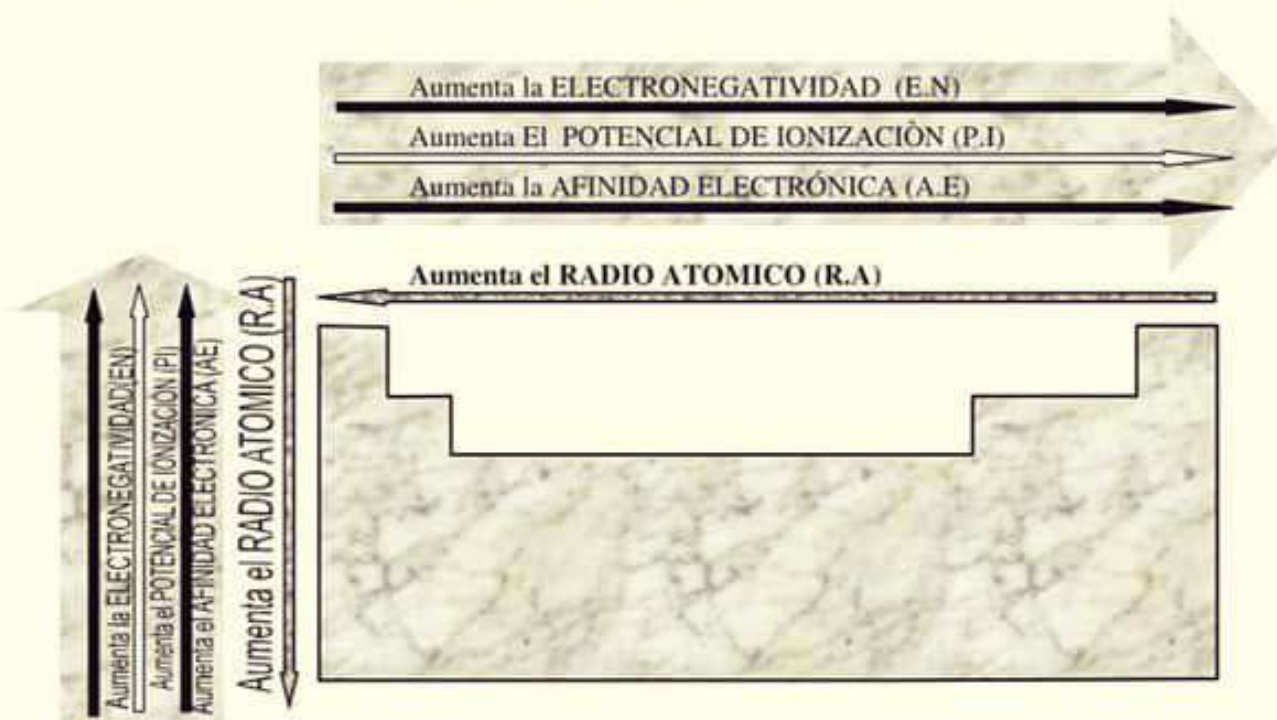 Aumenta la ELECTRONEGATIVIDAD (E.N)
Aumenta El POTENCIAL DE IONIZACIÒN (P.I)
Aumenta la AFINIDAD ELECTRÓNICA (A.E)
Aumenta el RADIO ATOMICO (R.A)
Aumenta la ELECTRONEGATIVIDAD(EN)
Aumenta el POTENCIAL DE IONIZACION (PI)
Aumenta el AFINIDAD ELECTRONICA (AE)
Aumenta el RADIO ATOMICO (R.A)